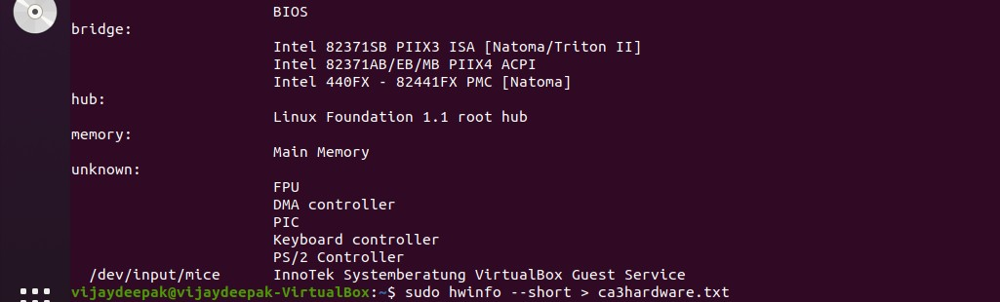 BIOS
bridge:
Intel 82371SB PIIX3 ISA [Natoma/Triton II]
Intel 82371AB/EB/MB PIIX4 ACPI
Intel 440FX - 82441FX PMC [Natoma]
hub:
Linux Foundation 1.1 root hub
memory:
Main Memory
unknown:
FPU
DMA controller
PIC
Keyboard controller
PS/2 Controller
/dev/input/mice InnoTek Systemberatung VirtualBox Guest Service
vijaydeepak@vijaydeepak-VirtualBox:~$ sudo hwinfo --short > ca3hardware.txt